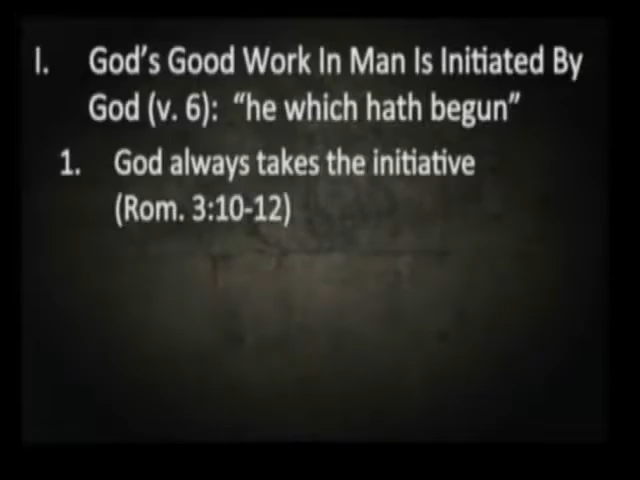 I. God’s Good Work In Man Is Initiated By
God (v. 6): “he which hath begun”
1. God always takes the initiative
(Rom. 3:10-12)